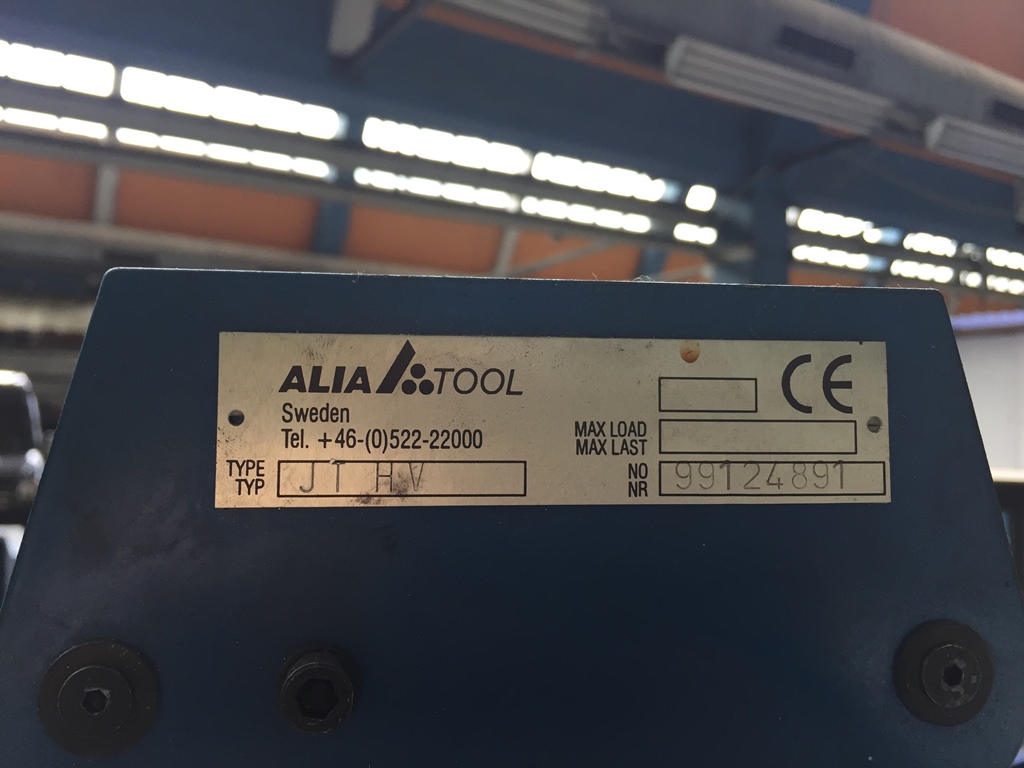 ALIA TOOL
Sweden
Tel. +46-(0)522-22000
TYPE
TYP
JT HV
CE
MAX LOAD
MAX LAST
NO
NR
99124891